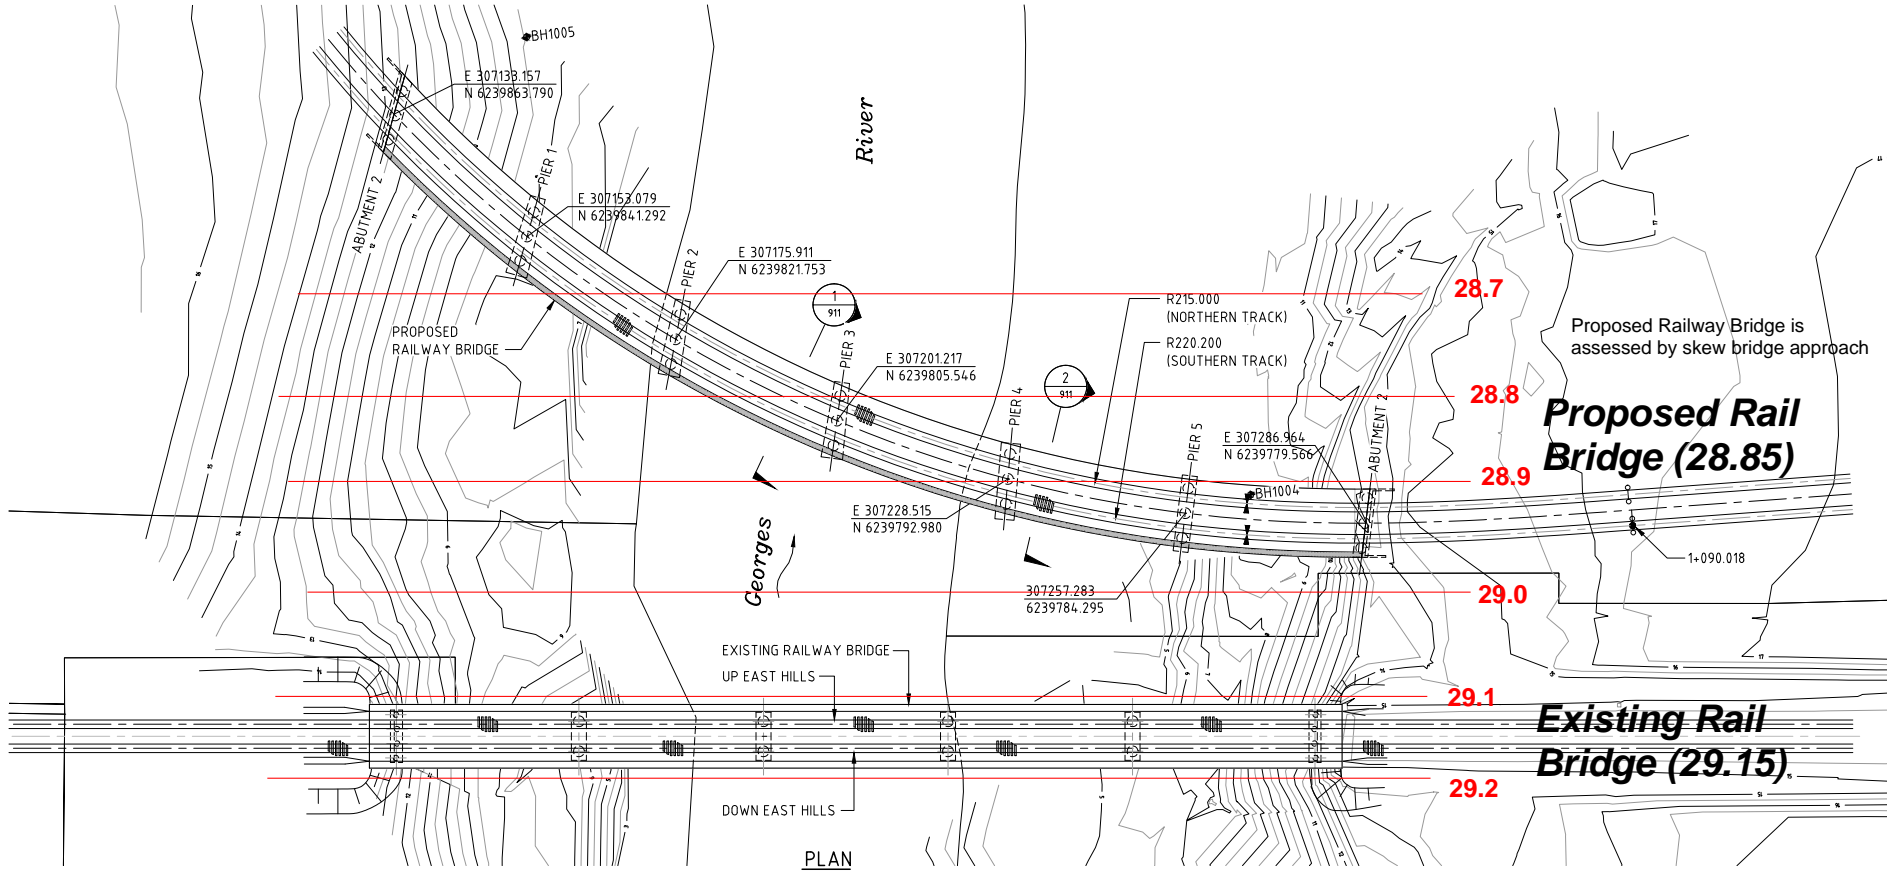 BH1005
E 307133.157
N 6239863.790
River
PIER 1
ABUTMENT 2
E 307153.079
N 6239841.292
PIER 2
E 307175.911
N 6239821.753
1
911
28.7
R215.000
(NORTHERN TRACK)
R220.200
(SOUTHERN TRACK)
PROPOSED
RAILWAY BRIDGE
PIER 3
E 307201.217
N 6239805.546
2
911
Proposed Railway Bridge is
assessed by skew bridge approach
28.8
Proposed Rail
Bridge (28.85)
PIER 4
PIER 5
E 307286.964
N 6239779.566
ABUTMENT 2
28.9
BH1004
E 307228.515
N 6239792.980
Georges
1+090.018
307257.283
6239784.295
29.0
EXISTING RAILWAY BRIDGE
UP EAST HILLS
29.1
Existing Rail
Bridge (29.15)
29.2
DOWN EAST HILLS
PLAN